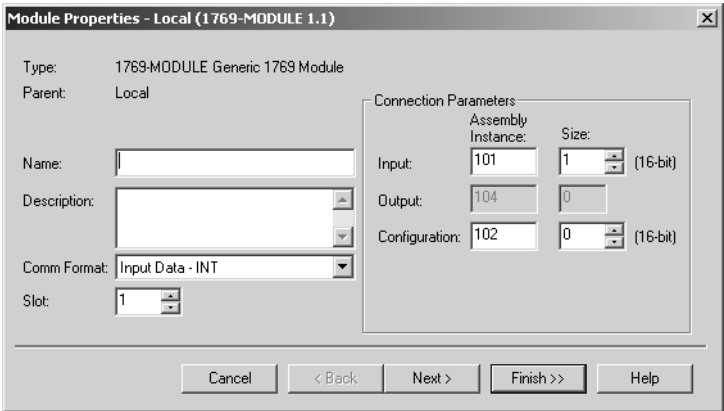 Module Properties - Local (1769-MODULE 1.1)
Type: 1769-MODULE Generic 1769 Module
Parent: Local
Connection Parameters
Assembly Instance: Size:
Name:
Input: 101 1 (16-bit)
Description:
Output: 104 0
Configuration: 102 0 (16-bit)
Comm Format: Input Data - INT
Slot: 1
Cancel < Back Next > Finish >> Help